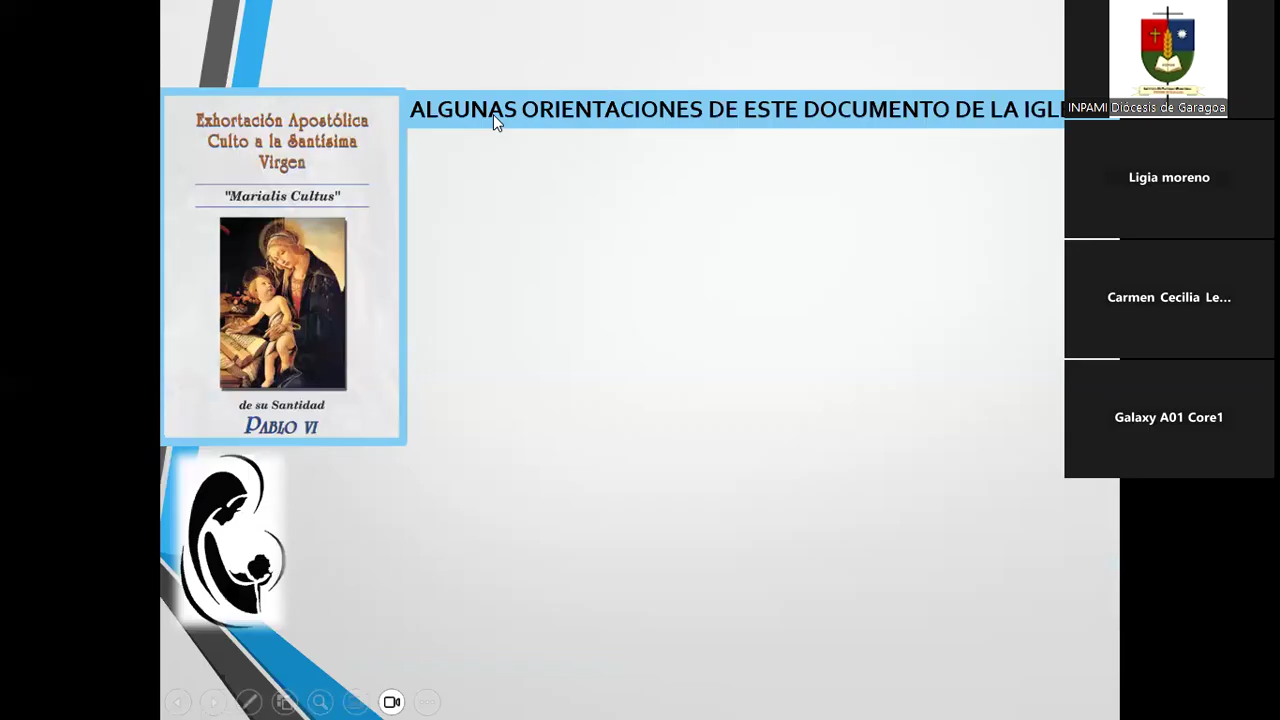 Exhortación Apostólica
Culto a la Santísima
Virgen
"Marialis Cultus"
de su Santidad
PABLO VI
ALGUNAS ORIENTACIONES DE ESTE DOCUMENTO DE LA IGLE
INPAMI Diócesis de Garagoa
Ligia moreno
Carmen Cecilia Le...
Galaxy A01 Core1